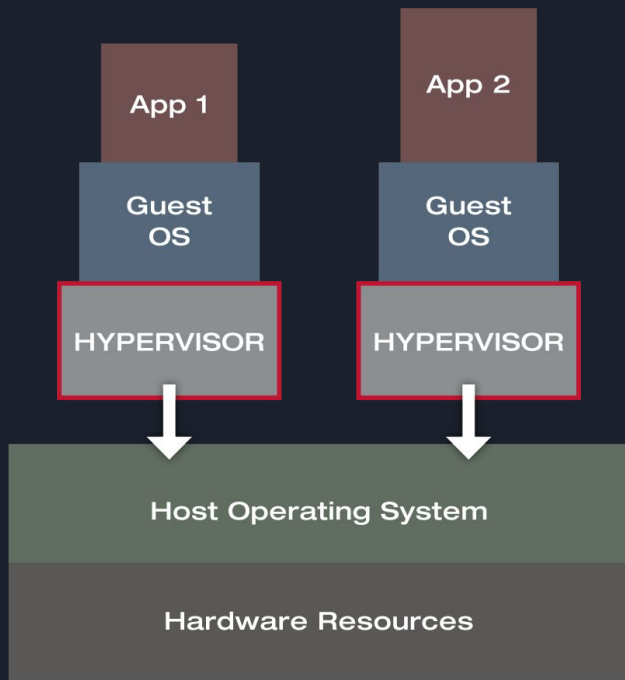 App 1
App 2
Guest
OS
Guest
OS
HYPERVISOR
HYPERVISOR
Host Operating System
Hardware Resources